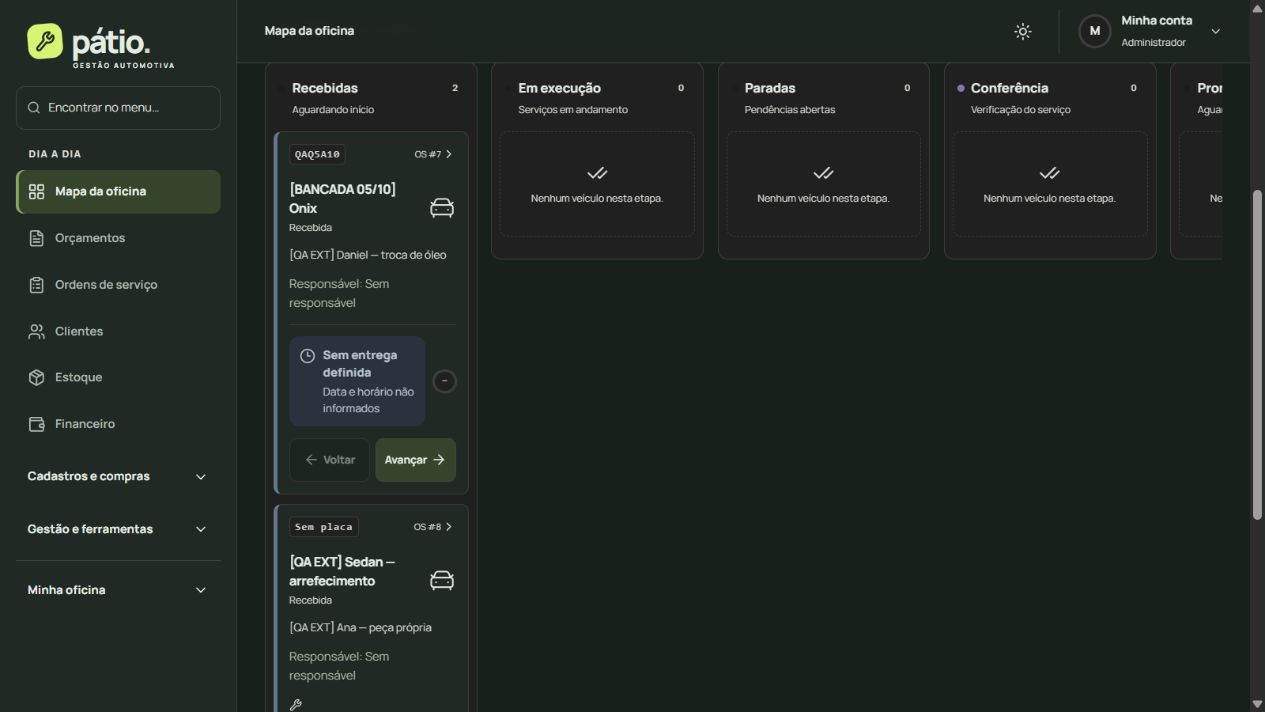 pátio.
GESTÃO AUTOMOTIVA
Encontrar no menu...
DIA A DIA
Mapa da oficina
Orçamentos
Ordens de serviço
Clientes
Estoque
Financeiro
Cadastros e compras
Gestão e ferramentas
Minha oficina
Mapa da oficina
M
Minha conta
Administrador
Recebidas 2
Aguardando início
QAQ5A10 OS #7
[BANCADA 05/10]
Onix
Recebida
[QA EXT] Daniel — troca de óleo
Responsável: Sem
responsável
Sem entrega
definida
Data e horário não
informados
–
Voltar
Avançar
Sem placa OS #8
[QA EXT] Sedan —
arrefecimento
Recebida
[QA EXT] Ana — peça própria
Responsável: Sem
responsável
Em execução 0
Serviços em andamento
Nenhum veículo nesta etapa.
Paradas 0
Pendências abertas
Nenhum veículo nesta etapa.
Conferência 0
Verificação do serviço
Nenhum veículo nesta etapa.
Pro
Agua
Ne